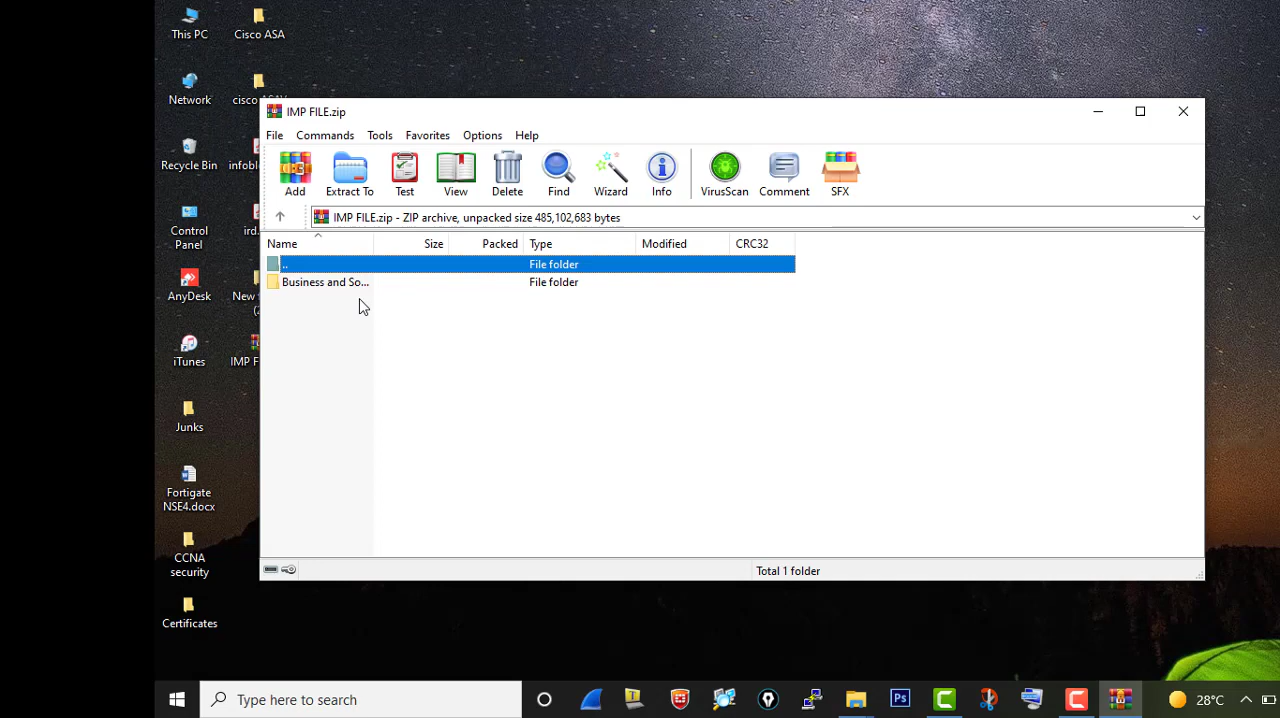 This PC
Cisco ASA
Network
cisco ASAv
Recycle Bin
infobl
Control
Panel
ird.
AnyDesk
New f
(2
iTunes
IMP F
Junks
Fortigate
NSE4.docx
CCNA
security
Certificates
IMP FILE.zip
File Commands Tools Favorites Options Help
Add Extract To Test View Delete Find Wizard Info VirusScan Comment SFX
IMP FILE.zip - ZIP archive, unpacked size 485,102,683 bytes
Name Size Packed Type Modified CRC32
.. File folder
Business and So... File folder
Total 1 folder
Type here to search
28°C